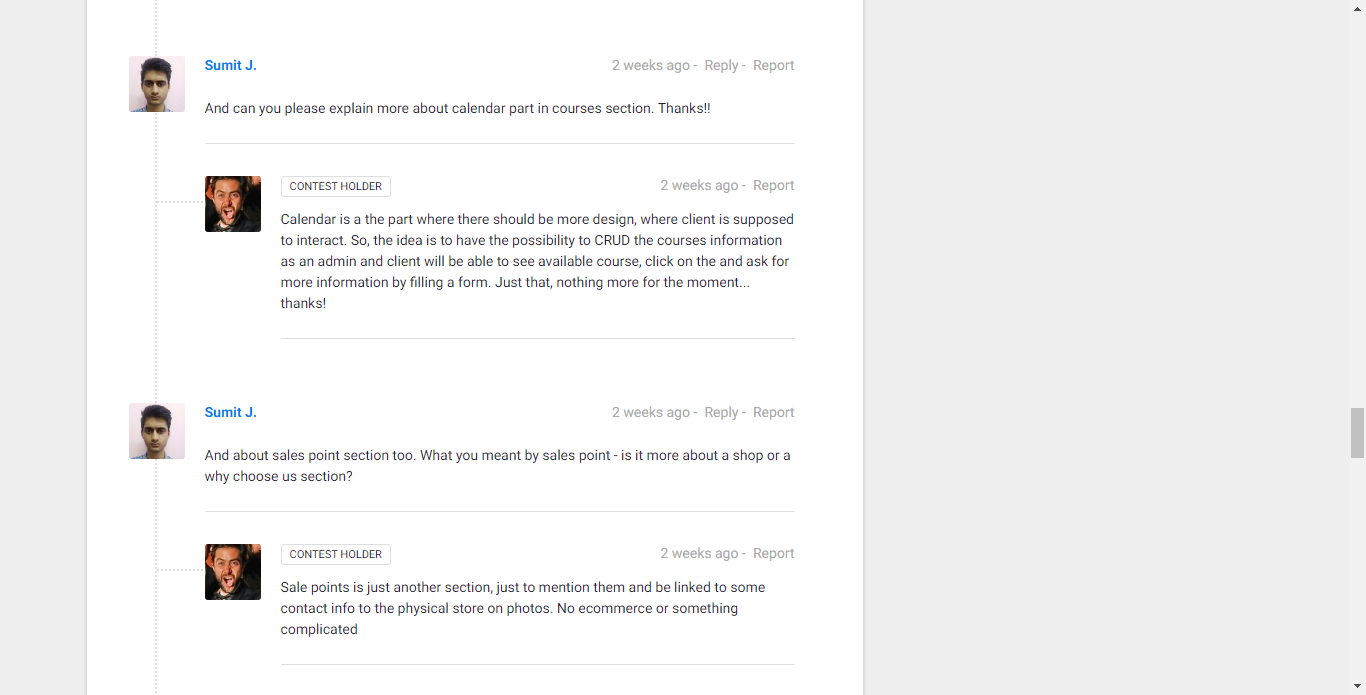 Sumit J.
2 weeks ago - Reply - Report
And can you please explain more about calendar part in courses section. Thanks!!
CONTEST HOLDER
2 weeks ago - Report
Calendar is a the part where there should be more design, where client is supposed
to interact. So, the idea is to have the possibility to CRUD the courses information
as an admin and client will be able to see available course, click on the and ask for
more information by filling a form. Just that, nothing more for the moment...
thanks!
Sumit J.
2 weeks ago - Reply - Report
And about sales point section too. What you meant by sales point - is it more about a shop or a
why choose us section?
CONTEST HOLDER
2 weeks ago - Report
Sale points is just another section, just to mention them and be linked to some
contact info to the physical store on photos. No ecommerce or something
complicated